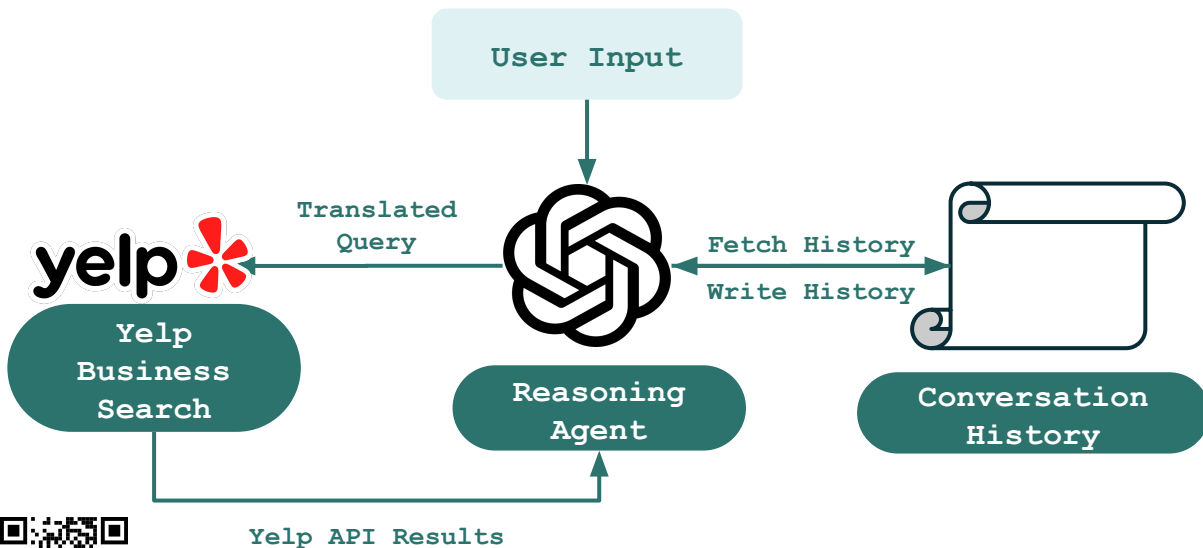 User Input
Translated
Query
Fetch History
Write History
yelp
Yelp
Business
Search
Reasoning
Agent
Conversation
History
Yelp API Results